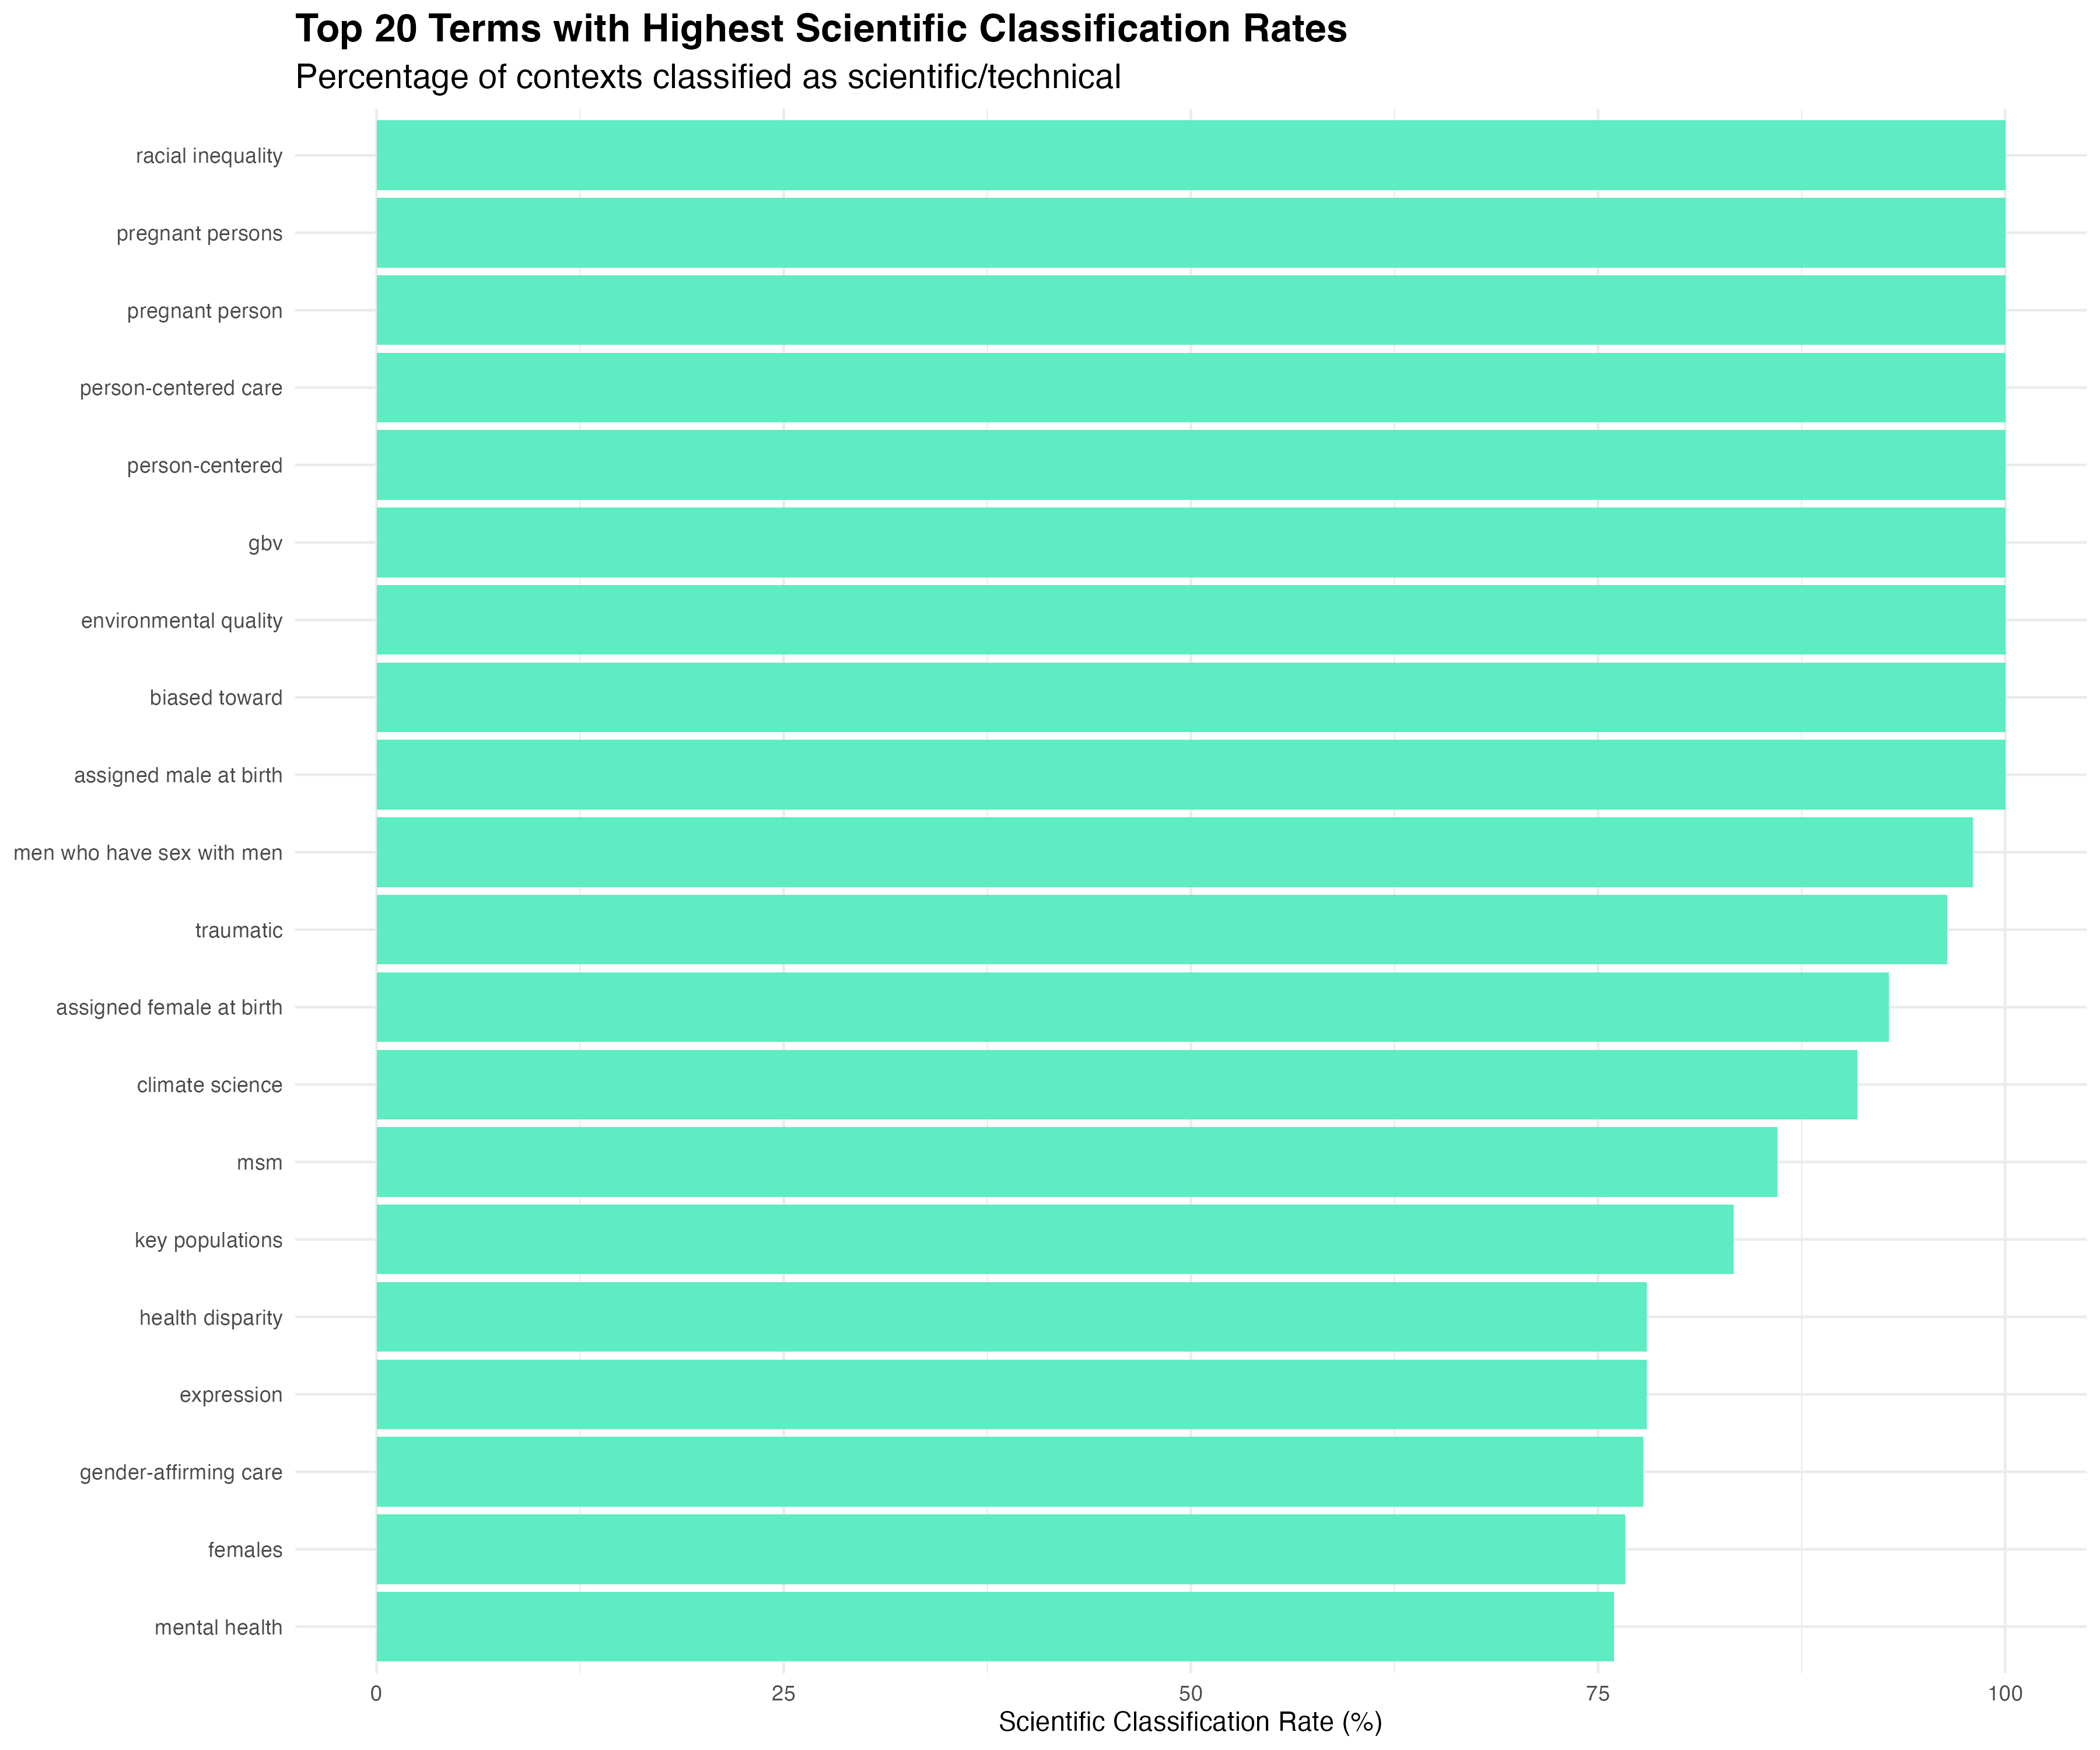 Top 20 Terms with Highest Scientific Classification Rates
Percentage of contexts classified as scientific/technical
racial inequality
pregnant persons
pregnant person
person-centered care
person-centered
gbv
environmental quality
biased toward
assigned male at birth
men who have sex with men
traumatic
assigned female at birth
climate science
msm
key populations
health disparity
expression
gender-affirming care
females
mental health
0 25 50 75 100
Scientific Classification Rate (%)